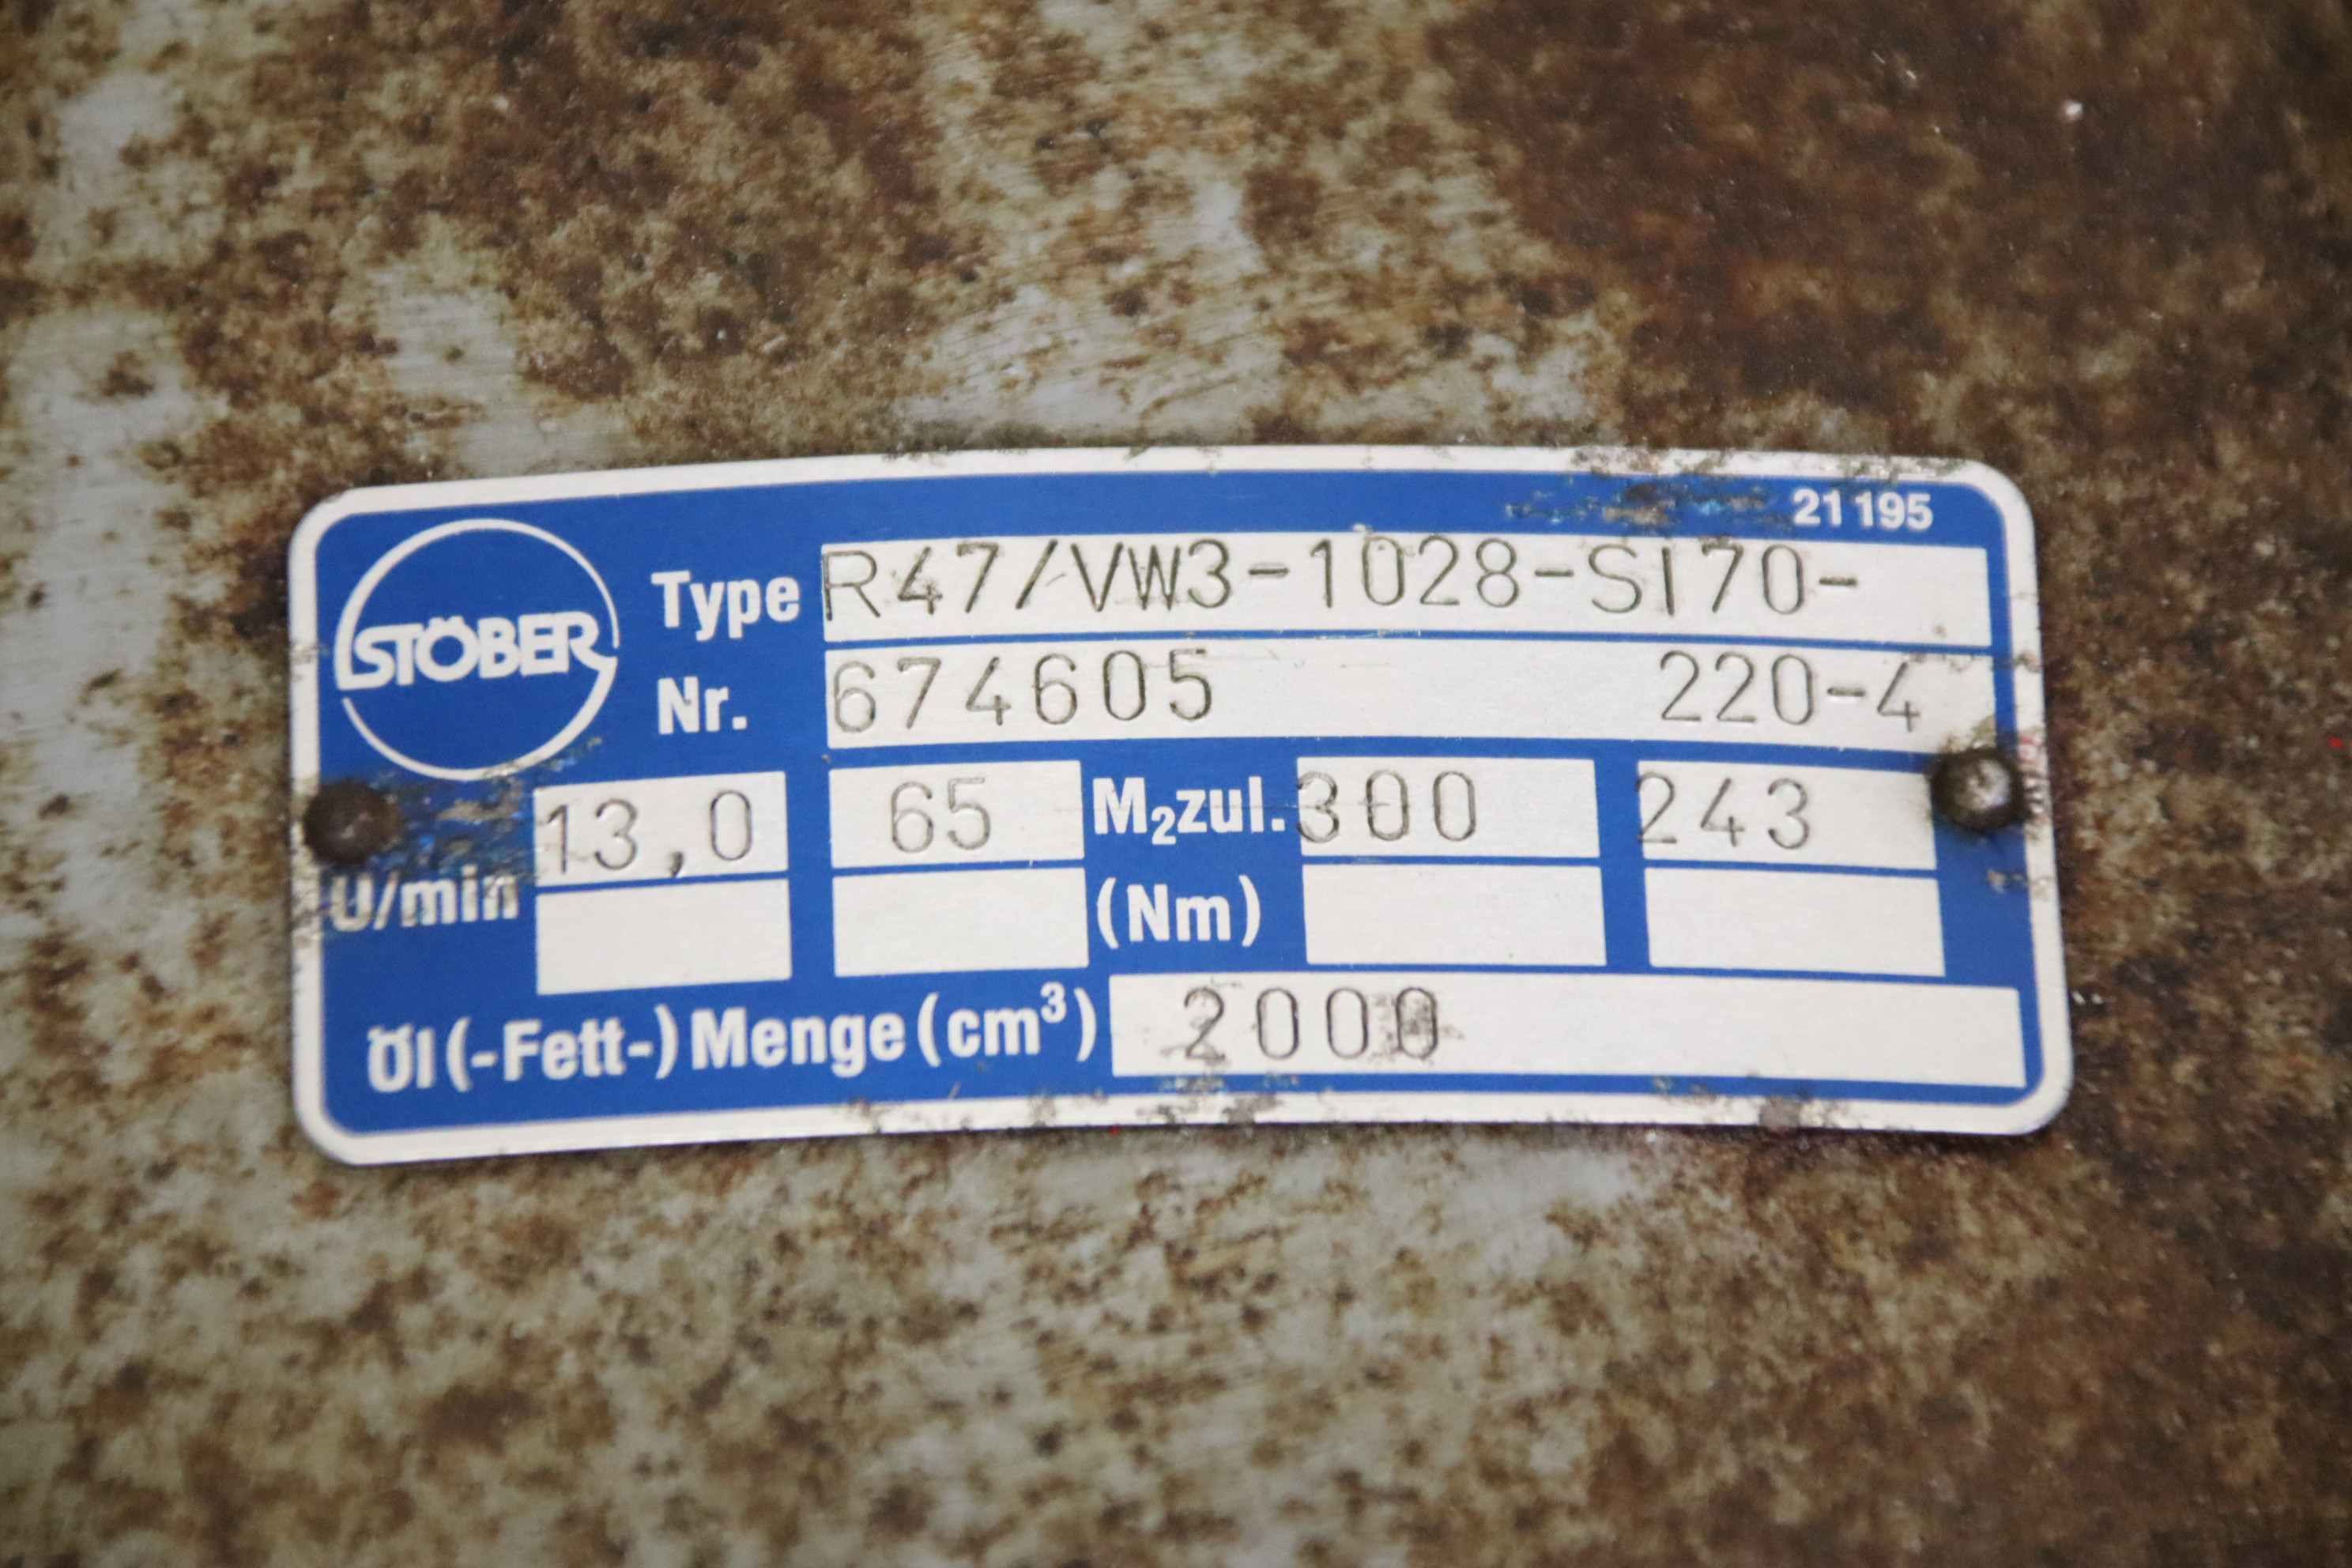 21195
STÖBER
Type R47/VW3-1028-SI70-
Nr. 674605 220-4
U/min 13,0 65 M₂zul. (Nm) 300 243
Öl (-Fett-) Menge (cm³) 2000